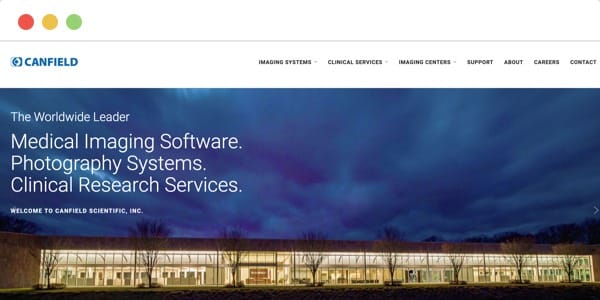 CANFIELD
IMAGING SYSTEMS CLINICAL SERVICES IMAGING CENTERS SUPPORT ABOUT CAREERS CONTACT
The Worldwide Leader
Medical Imaging Software.
Photography Systems.
Clinical Research Services.
WELCOME TO CANFIELD SCIENTIFIC, INC.